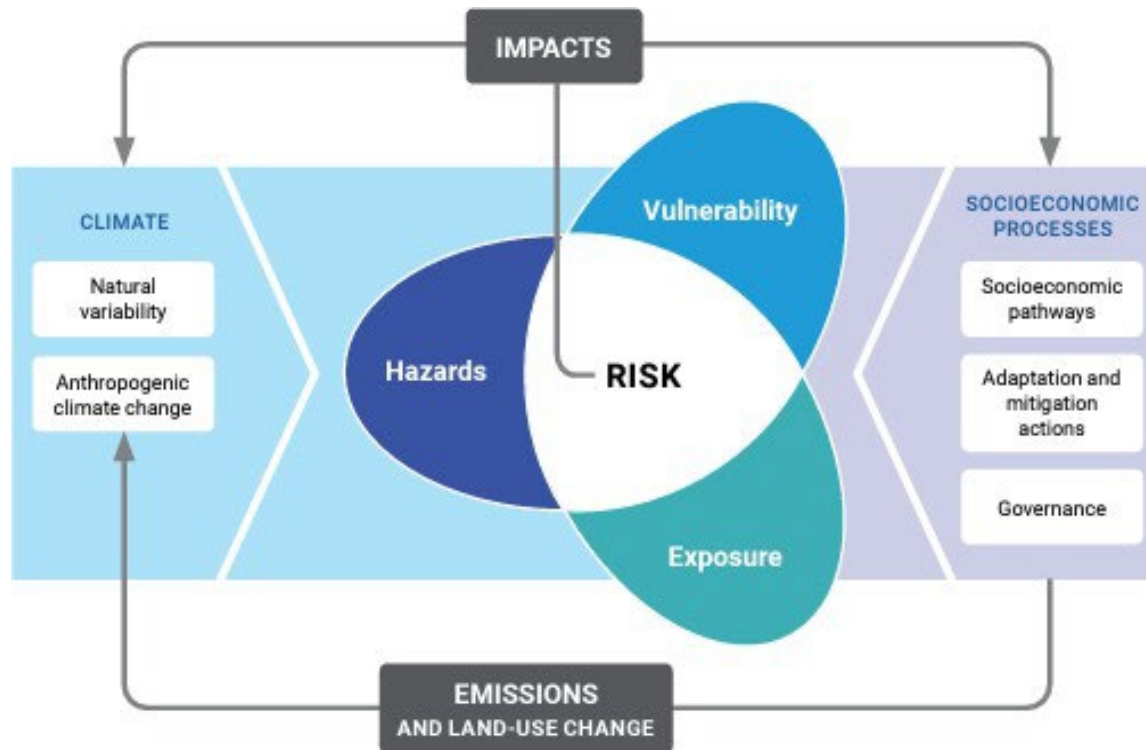 IMPACTS
CLIMATE
Natural
variability
Anthropogenic
climate change
Hazards
Vulnerability
RISK
Exposure
SOCIOECONOMIC
PROCESSES
Socioeconomic
pathways
Adaptation and
mitigation
actions
Governance
EMISSIONS
AND LAND-USE CHANGE